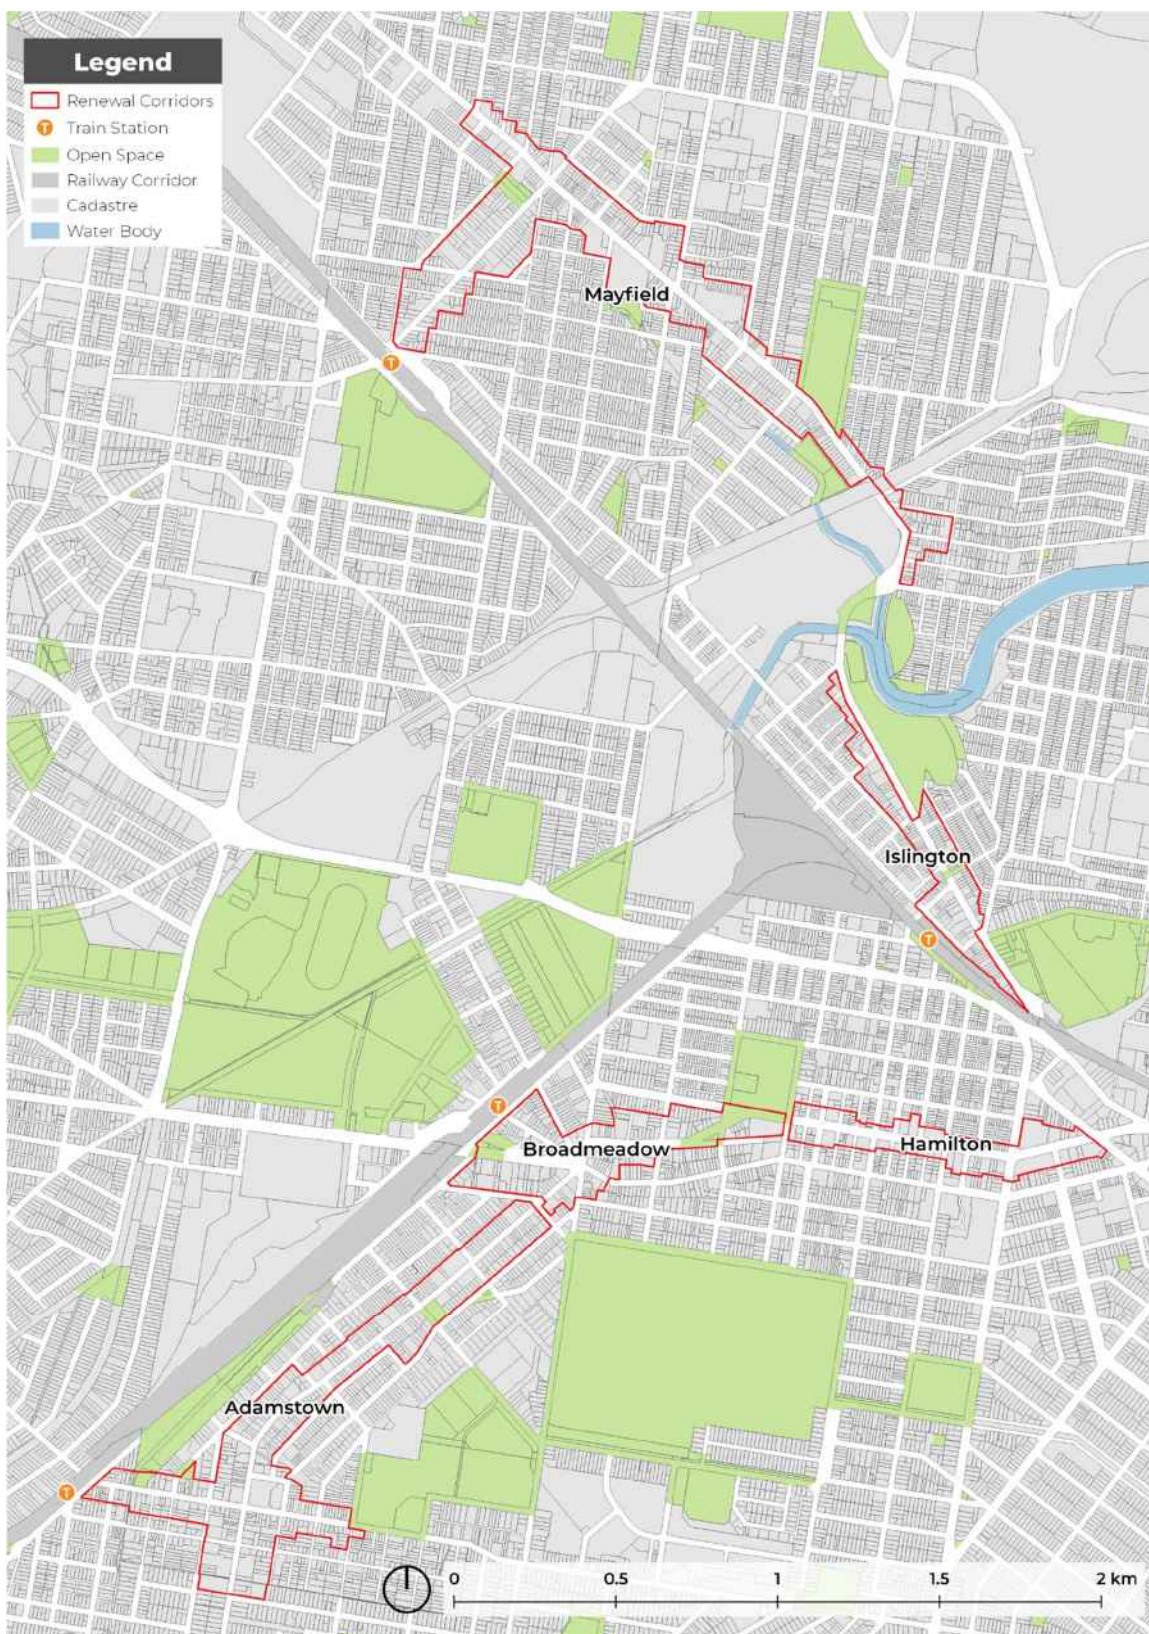 Legend
Renewal Corridors
T Train Station
Open Space
Railway Corridor
Cadastre
Water Body
Mayfield
T
Islington
T
T
Hamilton
Broadmeadow
Adamstown
T
0 0.5 1 1.5 2 km